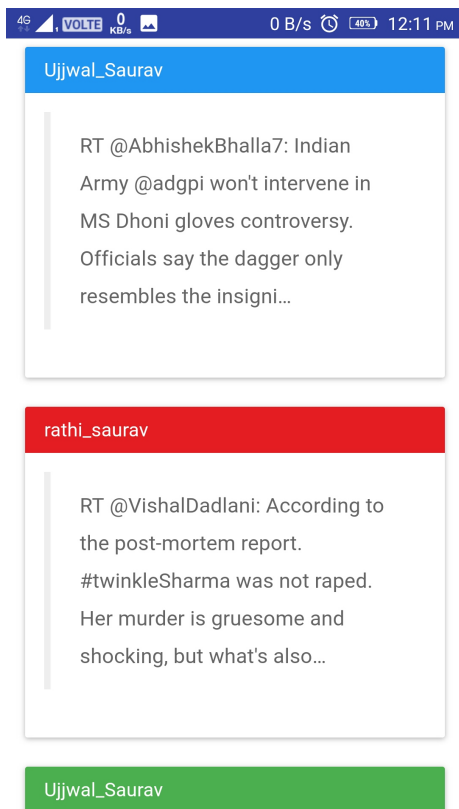 4G VOLTE 0 KB/s 0 B/s 40% 12:11 PM
Ujjwal_Saurav
RT @AbhishekBhalla7: Indian
Army @adgpi won't intervene in
MS Dhoni gloves controversy.
Officials say the dagger only
resembles the insigni...
rathi_saurav
RT @VishalDadlani: According to
the post-mortem report.
#twinkleSharma was not raped.
Her murder is gruesome and
shocking, but what's also...
Ujjwal_Saurav